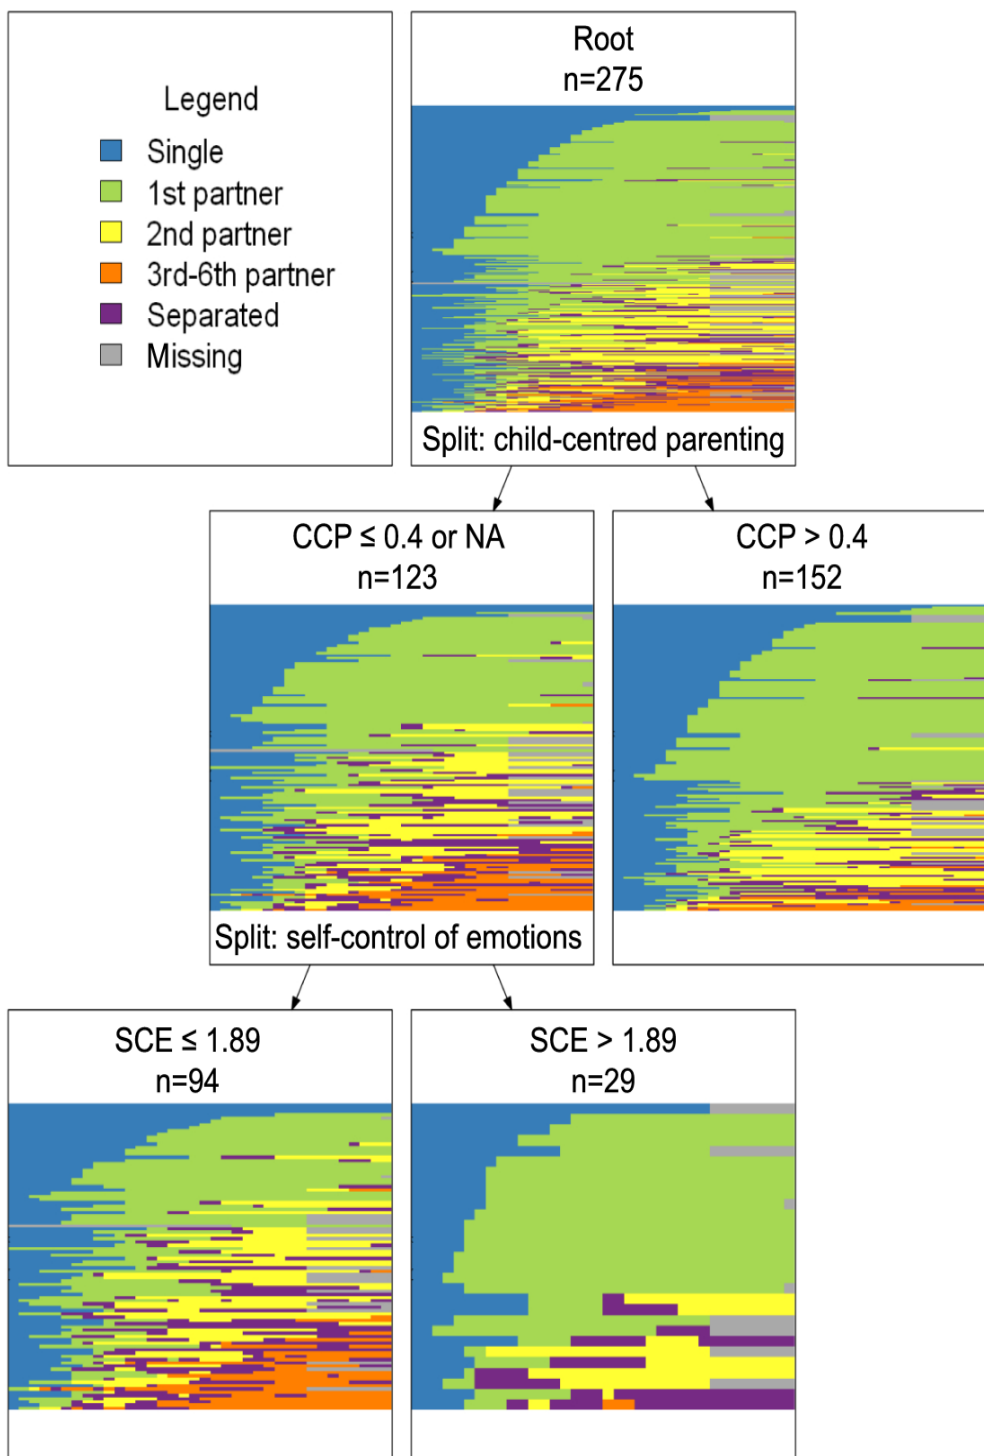 Legend
Single
1st partner
2nd partner
3rd-6th partner
Separated
Missing
Root
n=275
Split: child-centred parenting
CCP ≤ 0.4 or NA
n=123
Split: self-control of emotions
CCP > 0.4
n=152
SCE ≤ 1.89
n=94
SCE > 1.89
n=29